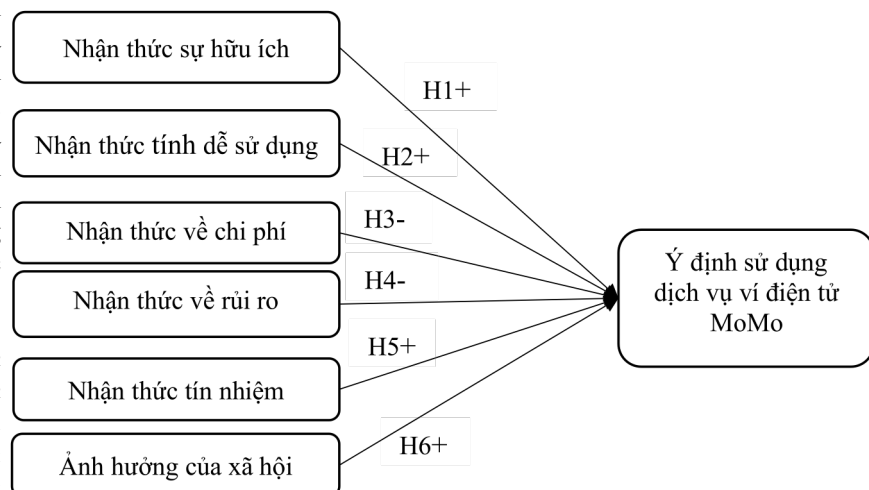 Nhận thức sự hữu ích
H1+
Nhận thức tính dễ sử dụng
H2+
Nhận thức về chi phí
H3-
Nhận thức về rủi ro
H4-
Nhận thức tín nhiệm
H5+
Ảnh hưởng của xã hội
H6+
Ý định sử dụng
dịch vụ ví điện tử
MoMo